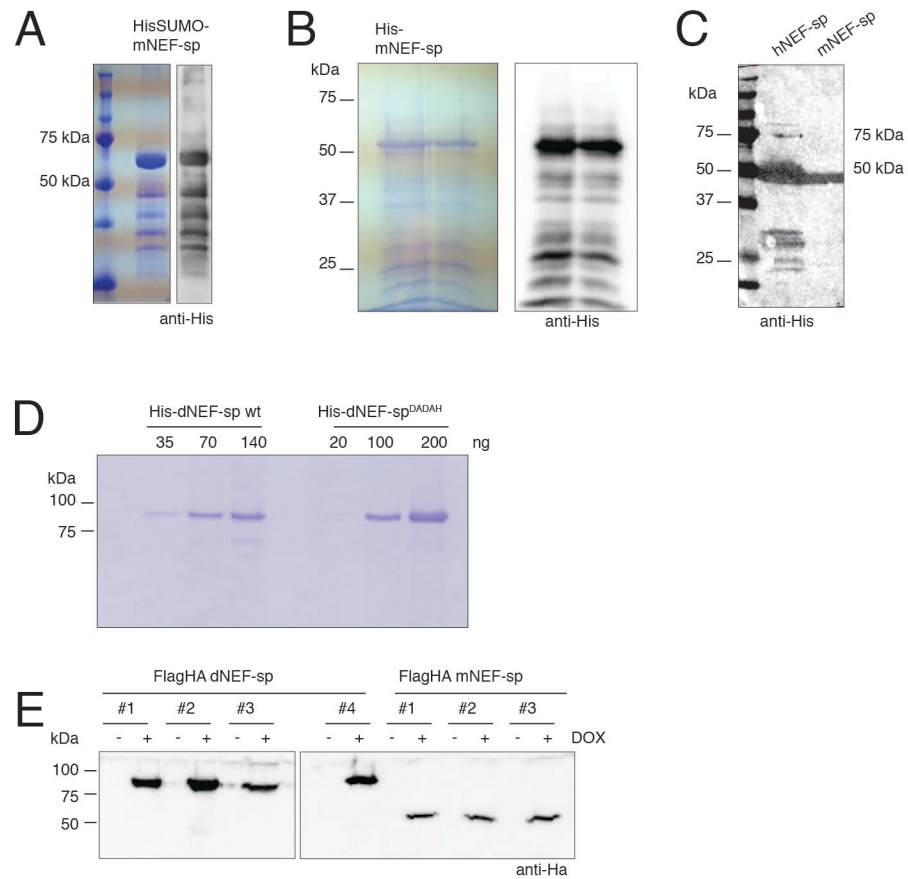 A
HisSUMO-
mNEF-sp
75 kDa
50 kDa
anti-His
B
His-
mNEF-sp
kDa
75
50
37
25
anti-His
C
hNEF-sp
mNEF-sp
kDa
75
50
37
25
75 kDa
50 kDa
anti-His
D
His-dNEF-sp wt
His-dNEF-spDADAH
35 70 140 20 100 200 ng
kDa
100
75
E
FlagHA dNEF-sp
FlagHA mNEF-sp
#1 #2 #3 #4 #1 #2 #3
kDa - + - + - + - + - + - + - + DOX
100
75
50
anti-Ha